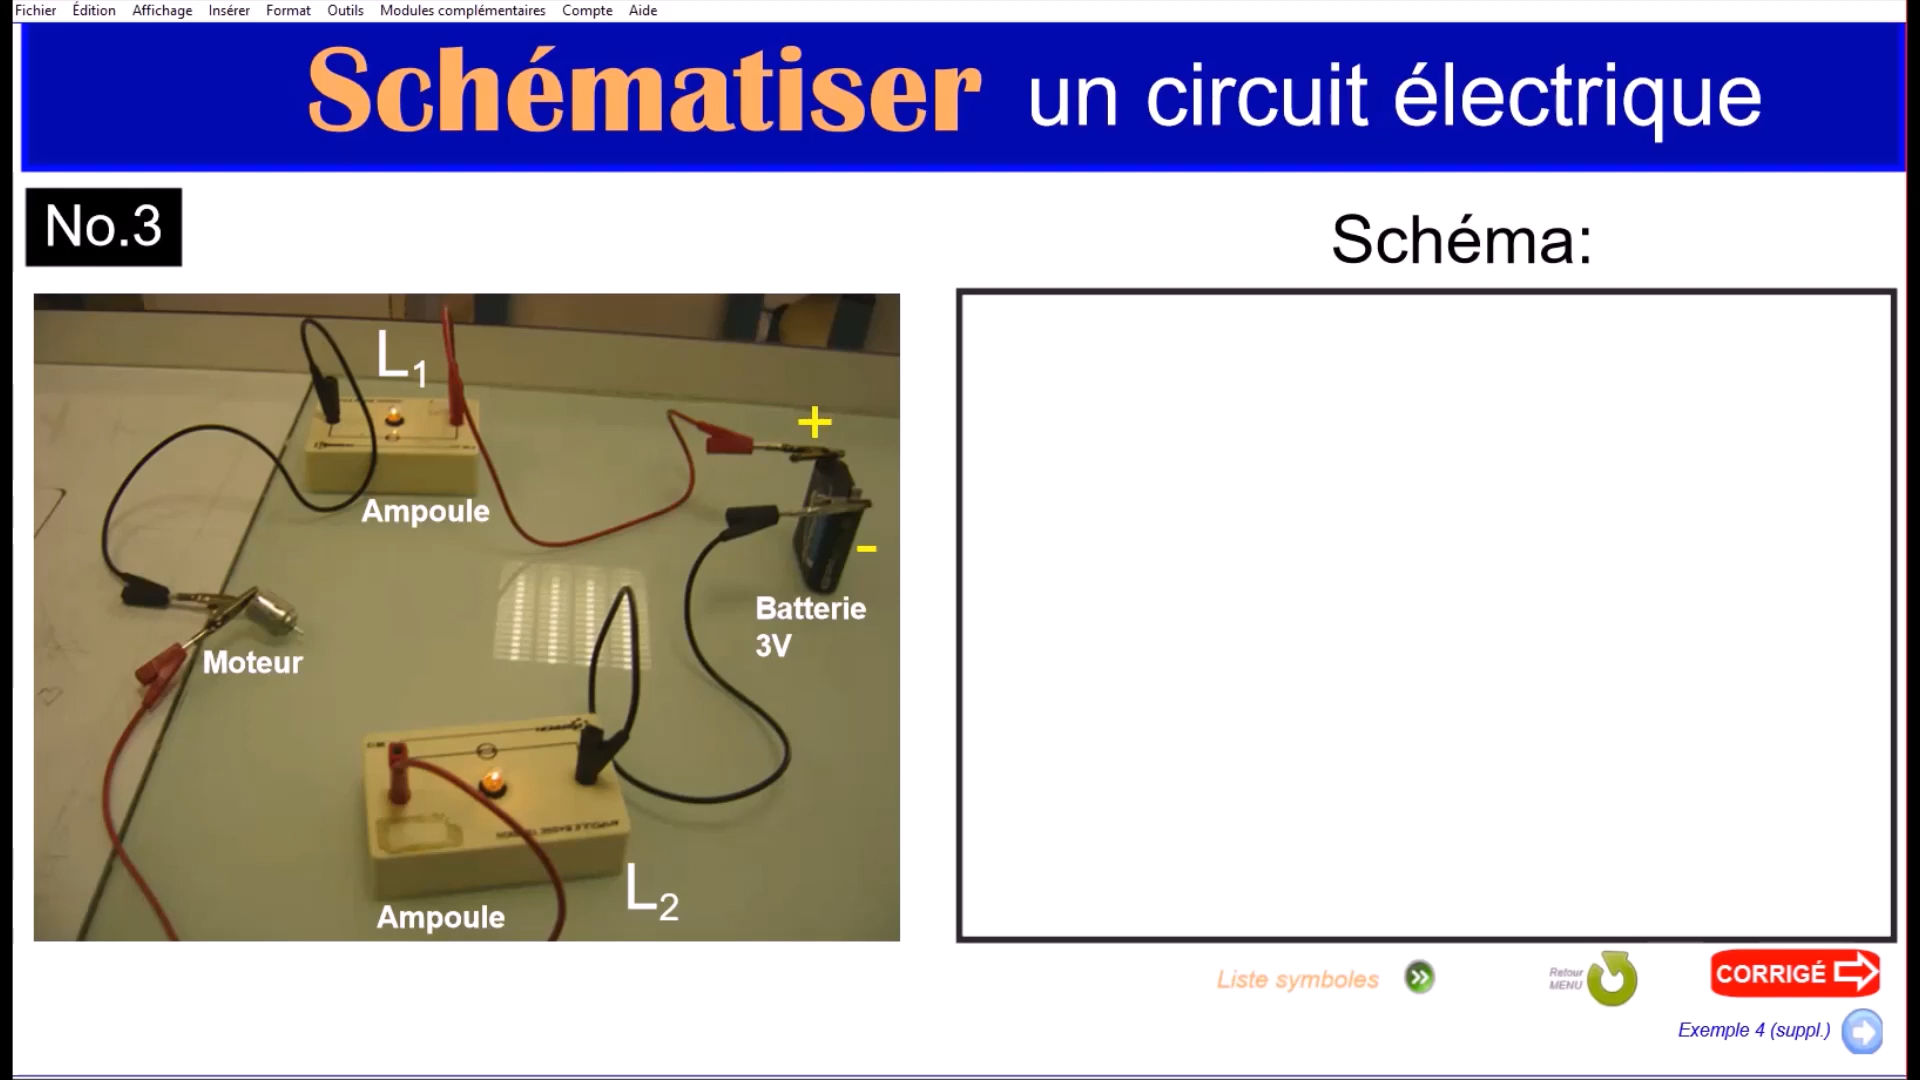 Fichier Édition Affichage Insérer Format Outils Modules complémentaires Compte Aide
Schématiser un circuit électrique
No.3
Schéma:
L1
+
Ampoule
-
Batterie
3V
Moteur
L2
Ampoule
Liste symboles
Retour
MENU
CORRIGÉ
Exemple 4 (suppl.)